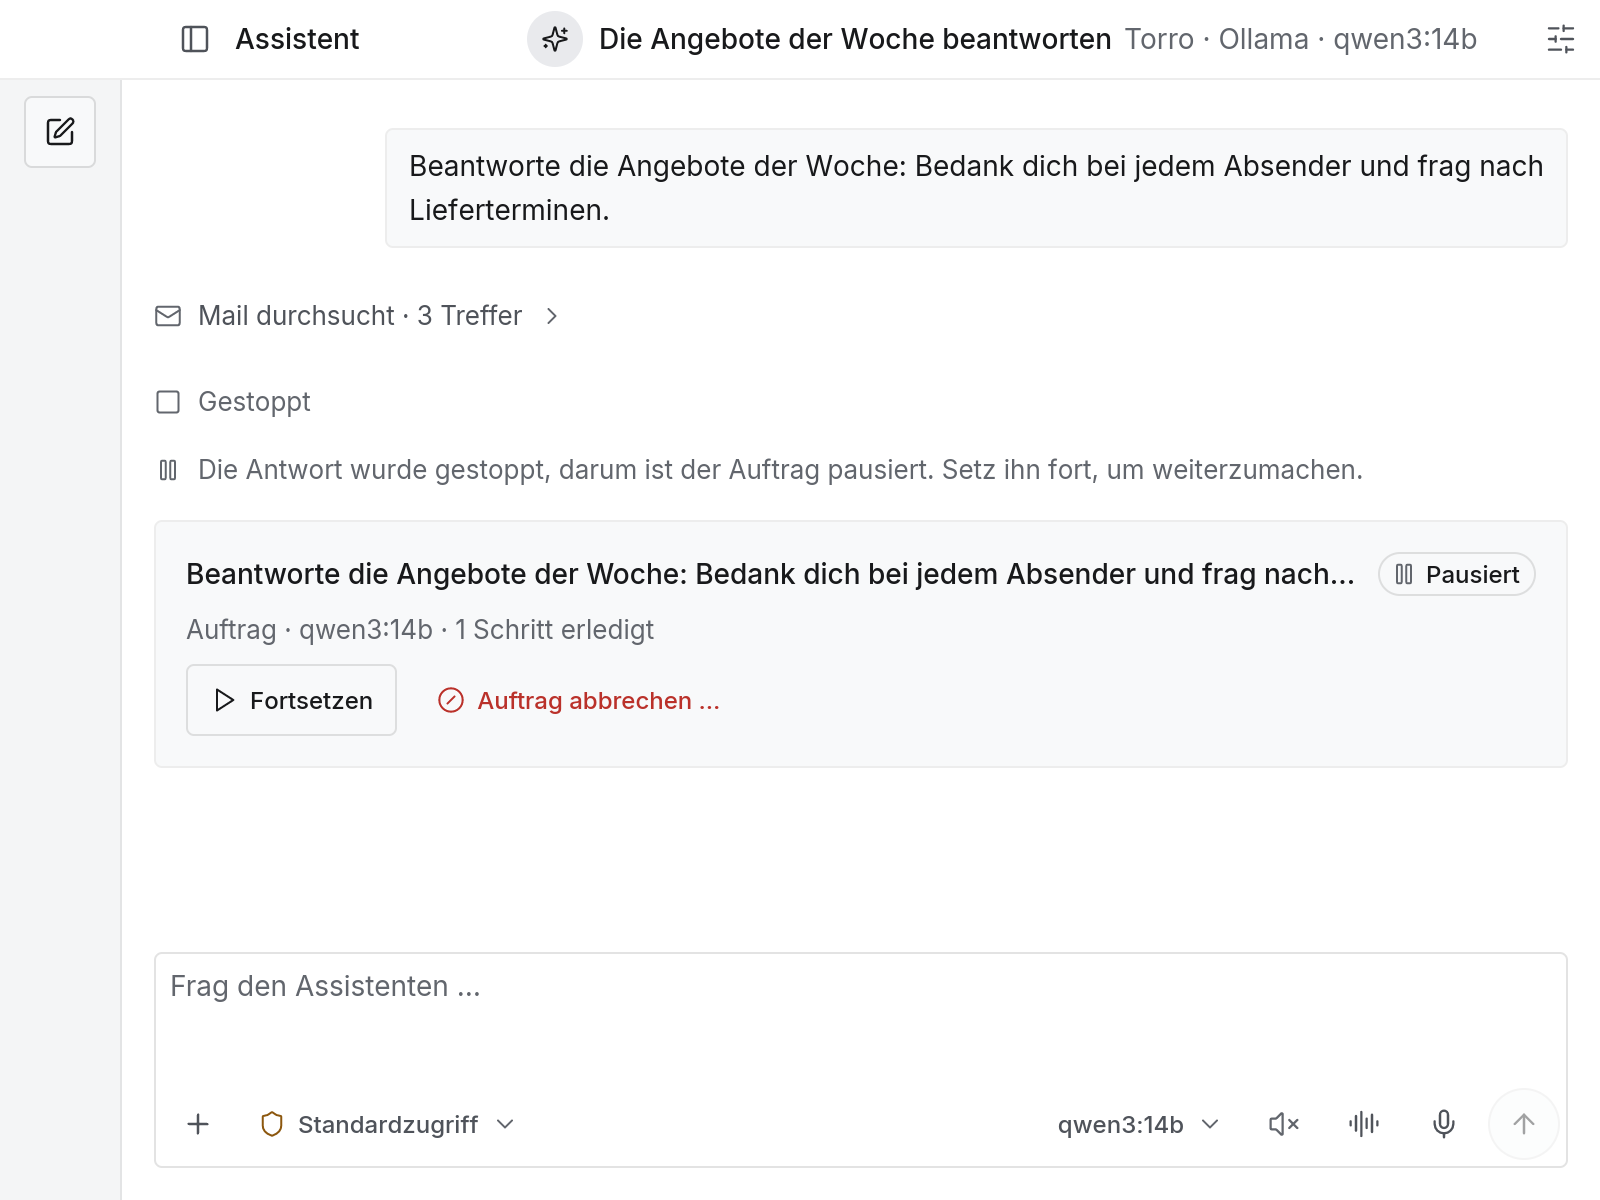 Assistent
Die Angebote der Woche beantworten Torro · Ollama · qwen3:14b
Beantworte die Angebote der Woche: Bedank dich bei jedem Absender und frag nach
Lieferterminen.
Mail durchsucht · 3 Treffer
Gestoppt
Die Antwort wurde gestoppt, darum ist der Auftrag pausiert. Setz ihn fort, um weiterzumachen.
Beantworte die Angebote der Woche: Bedank dich bei jedem Absender und frag nach...
Pausiert
Auftrag · qwen3:14b · 1 Schritt erledigt
Fortsetzen
Auftrag abbrechen ...
Frag den Assistenten ...
Standardzugriff
qwen3:14b